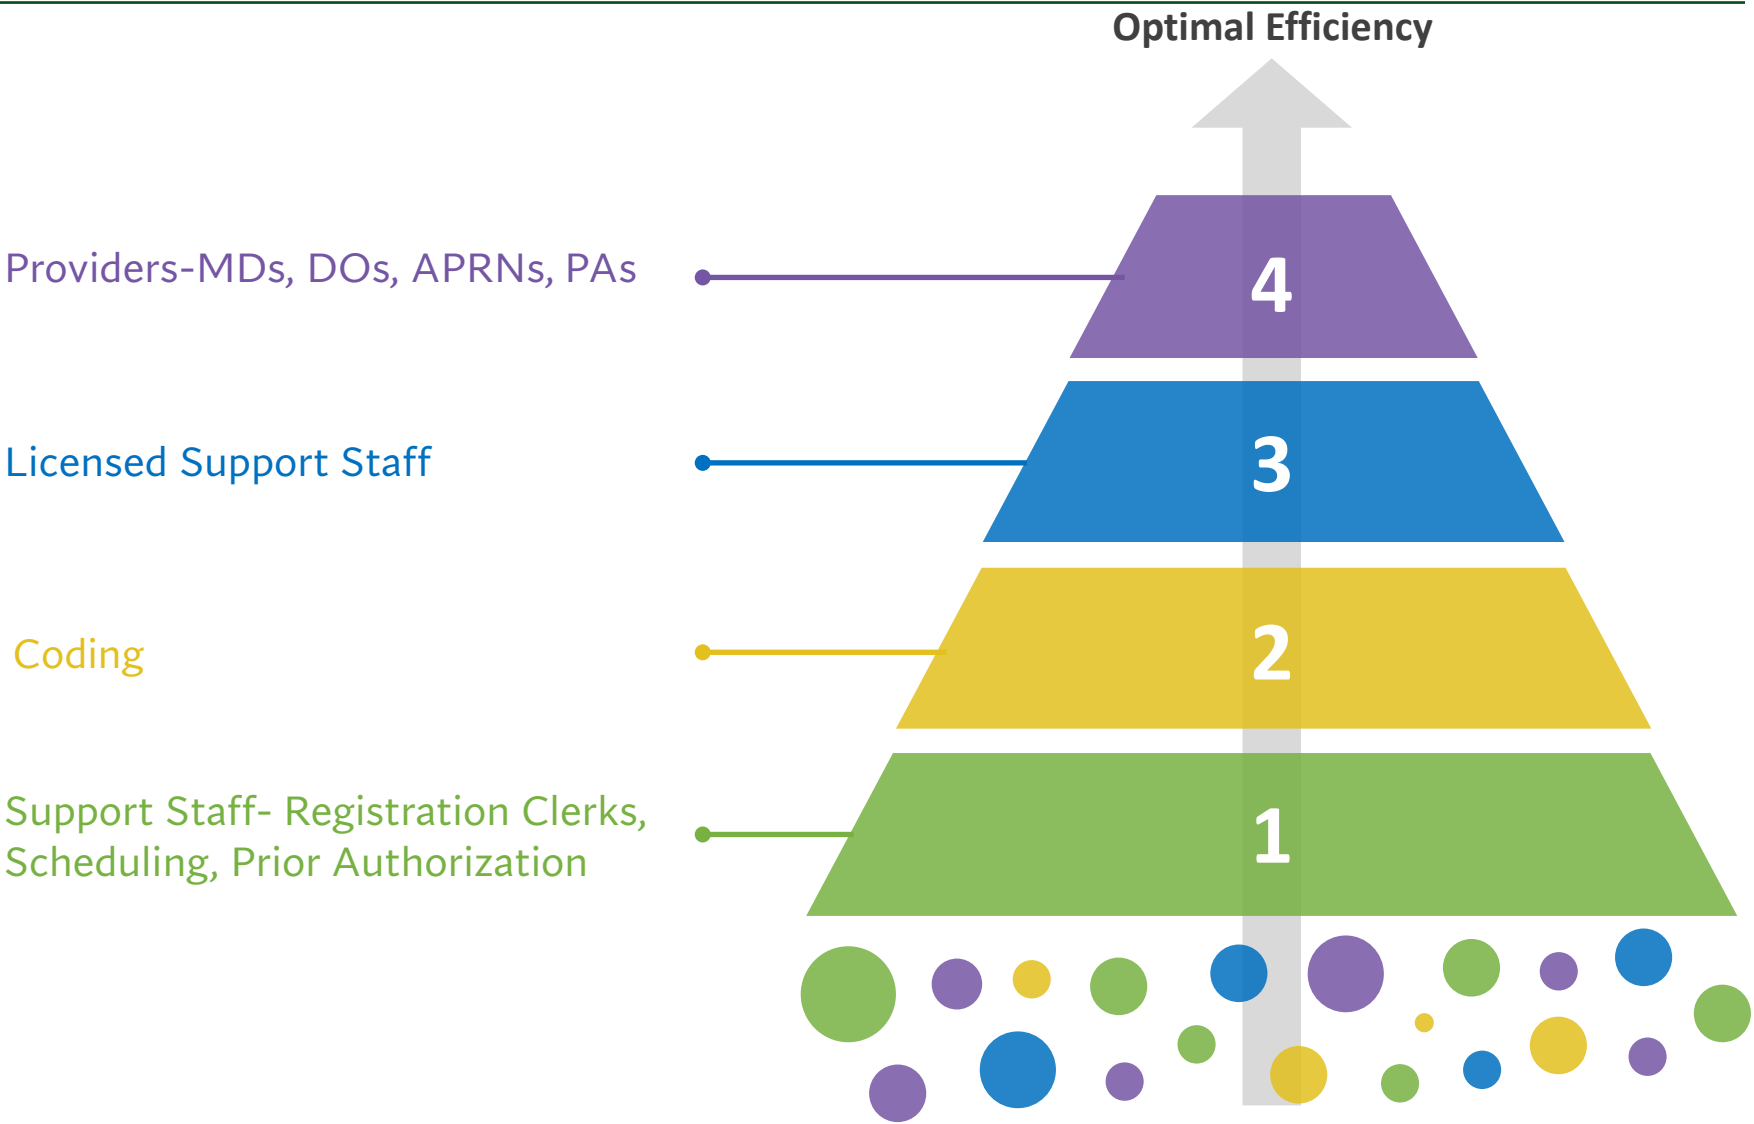 Optimal Efficiency
Providers-MDs, DOs, APRNs, PAs
4
Licensed Support Staff
3
Coding
2
Support Staff- Registration Clerks,
Scheduling, Prior Authorization
1